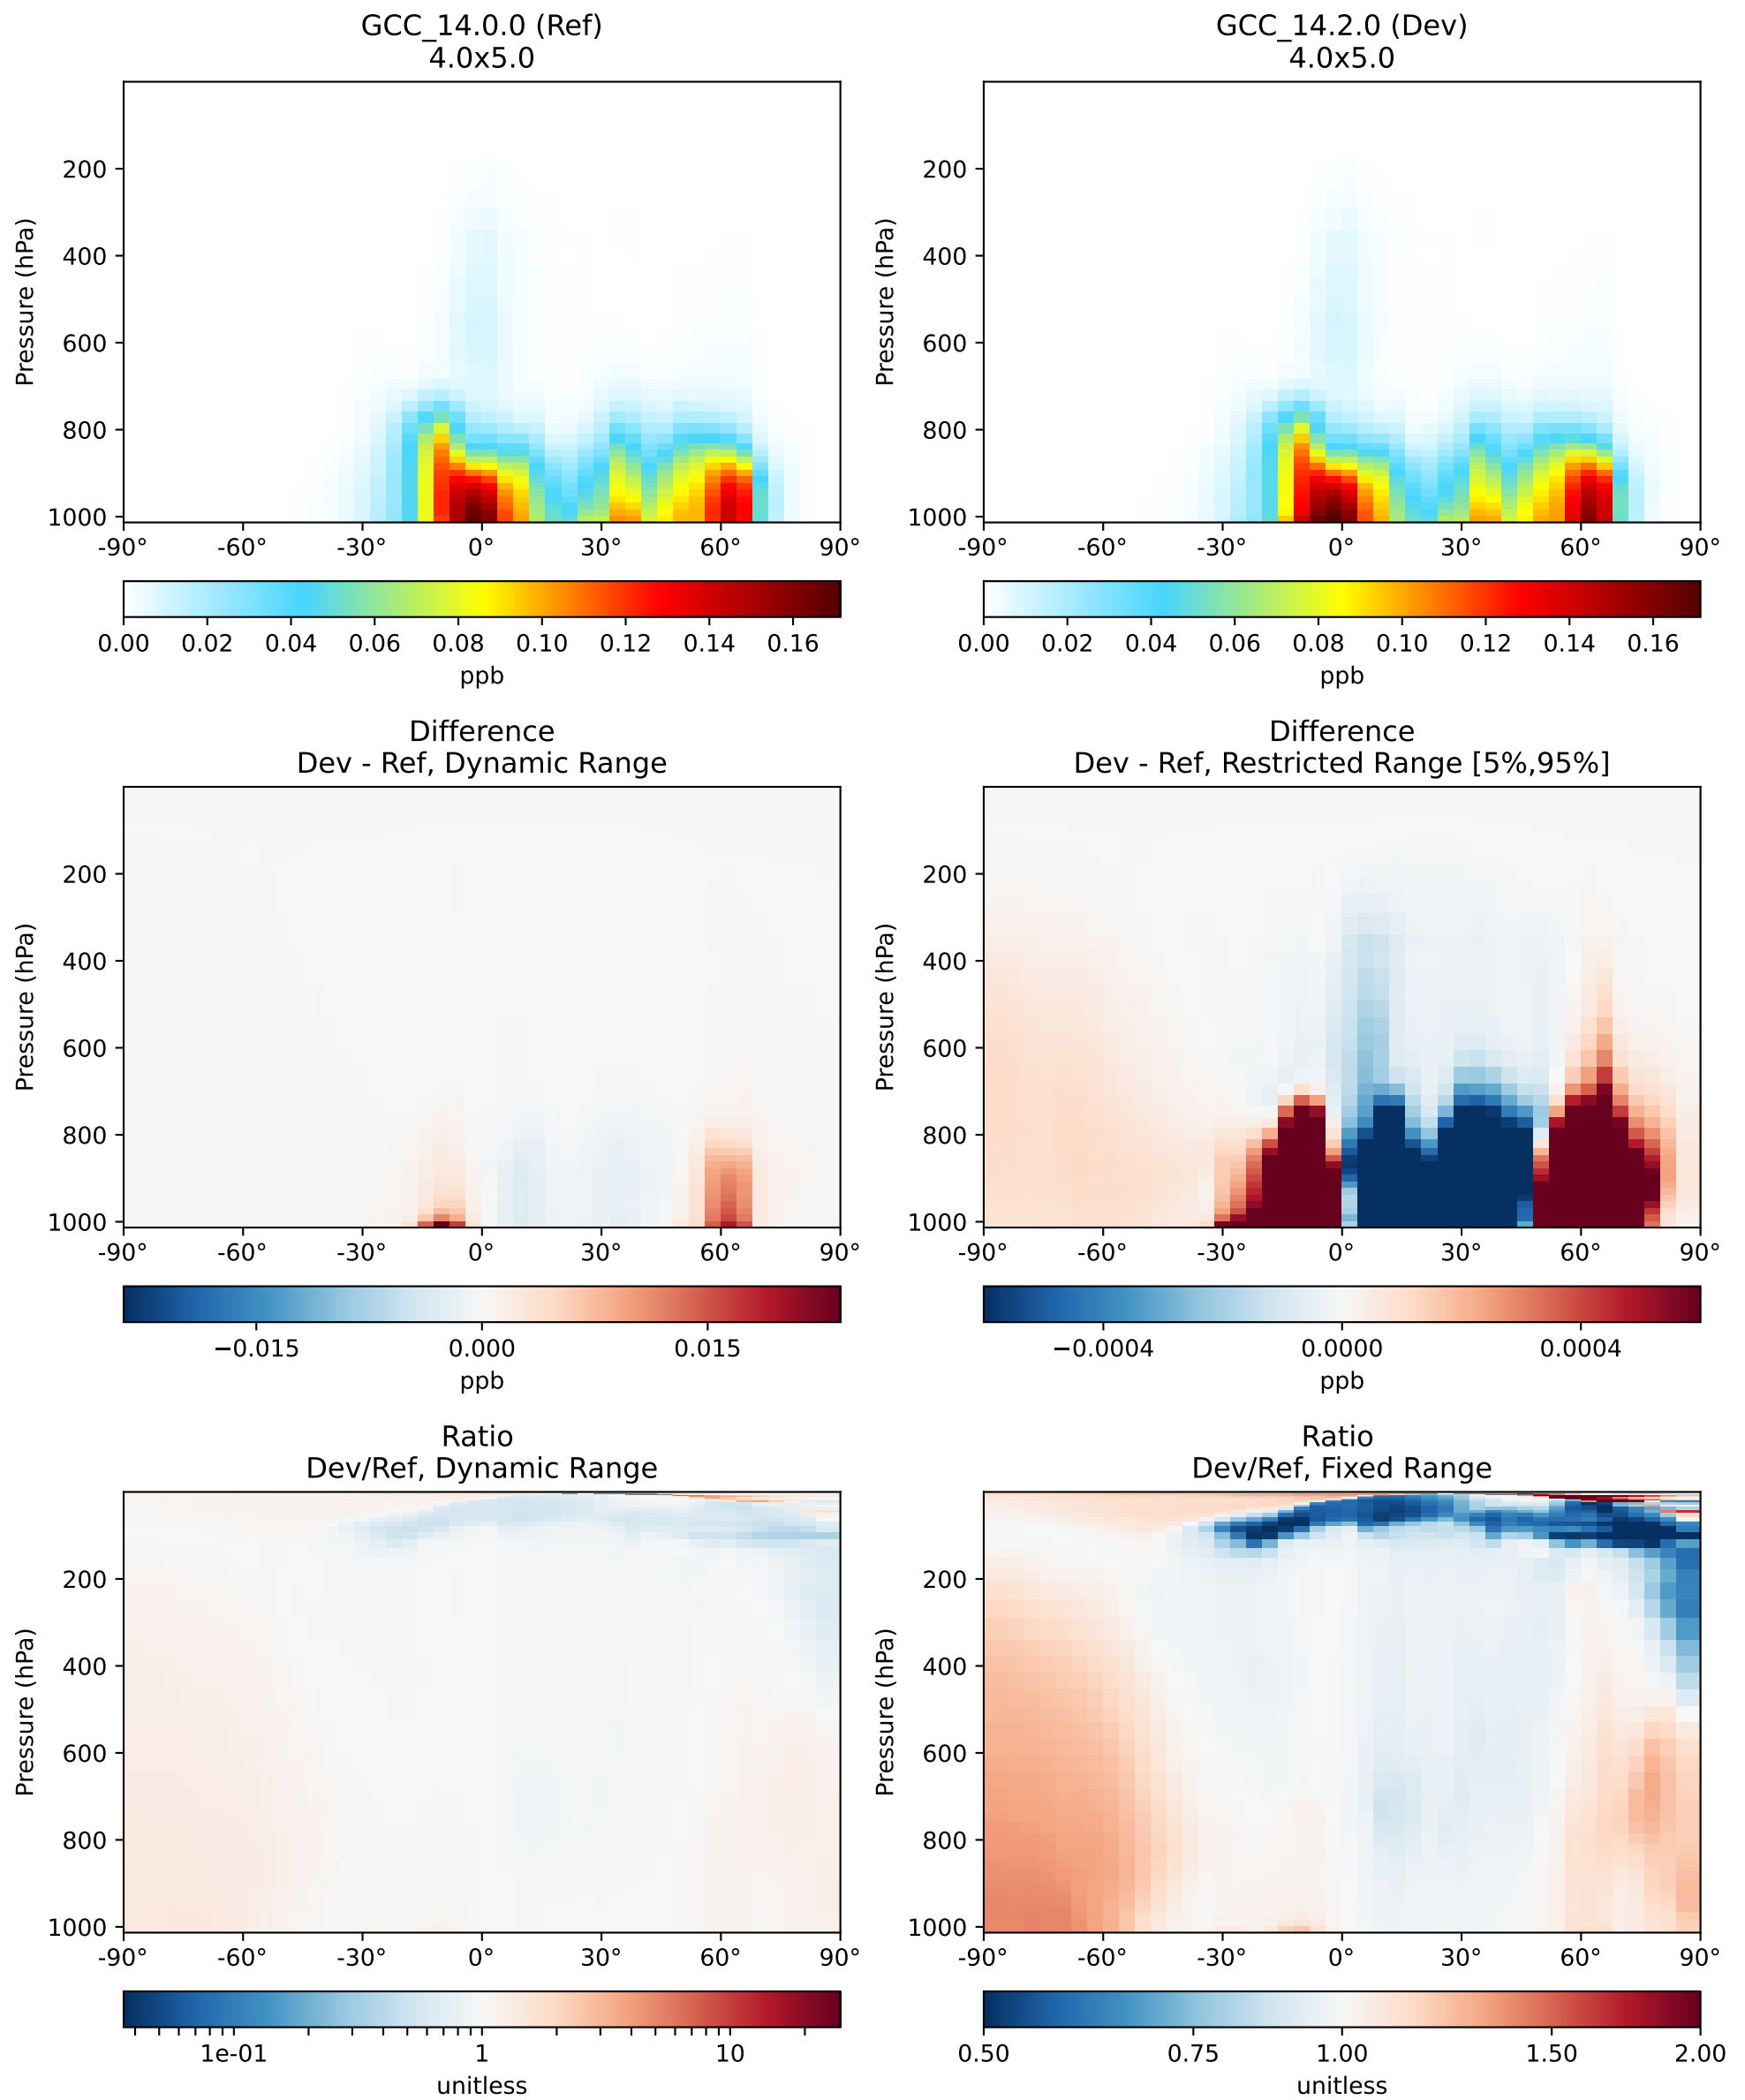 GCC_14.0.0 (Ref)
4.0x5.0
GCC_14.2.0 (Dev)
4.0x5.0
Pressure (hPa)
200
400
600
800
1000
-90° -60° -30° 0° 30° 60° 90°
0.00 0.02 0.04 0.06 0.08 0.10 0.12 0.14 0.16
ppb
Pressure (hPa)
200
400
600
800
1000
-90° -60° -30° 0° 30° 60° 90°
0.00 0.02 0.04 0.06 0.08 0.10 0.12 0.14 0.16
ppb
Difference
Dev - Ref, Dynamic Range
Difference
Dev - Ref, Restricted Range [5%,95%]
Pressure (hPa)
200
400
600
800
1000
-90° -60° -30° 0° 30° 60° 90°
−0.015 0.000 0.015
ppb
Pressure (hPa)
200
400
600
800
1000
-90° -60° -30° 0° 30° 60° 90°
−0.0004 0.0000 0.0004
ppb
Ratio
Dev/Ref, Dynamic Range
Ratio
Dev/Ref, Fixed Range
Pressure (hPa)
200
400
600
800
1000
-90° -60° -30° 0° 30° 60° 90°
1e-01 1 10
unitless
Pressure (hPa)
200
400
600
800
1000
-90° -60° -30° 0° 30° 60° 90°
0.50 0.75 1.00 1.50 2.00
unitless